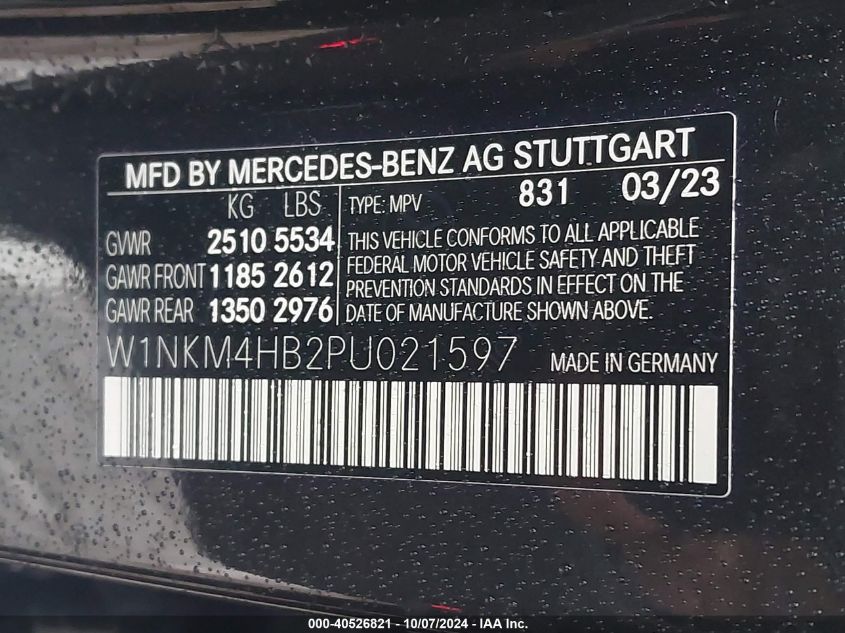 MFD BY MERCEDES-BENZ AG STUTTGART
KG LBS TYPE: MPV 831 03/23
GVWR 2510 5534
GAWR FRONT 1185 2612
GAWR REAR 1350 2976
THIS VEHICLE CONFORMS TO ALL APPLICABLE
FEDERAL MOTOR VEHICLE SAFETY AND THEFT
PREVENTION STANDARDS IN EFFECT ON THE
DATE OF MANUFACTURE SHOWN ABOVE.
W1NKM4HB2PU021597 MADE IN GERMANY
000-40526821 - 10/07/2024 - IAA Inc.